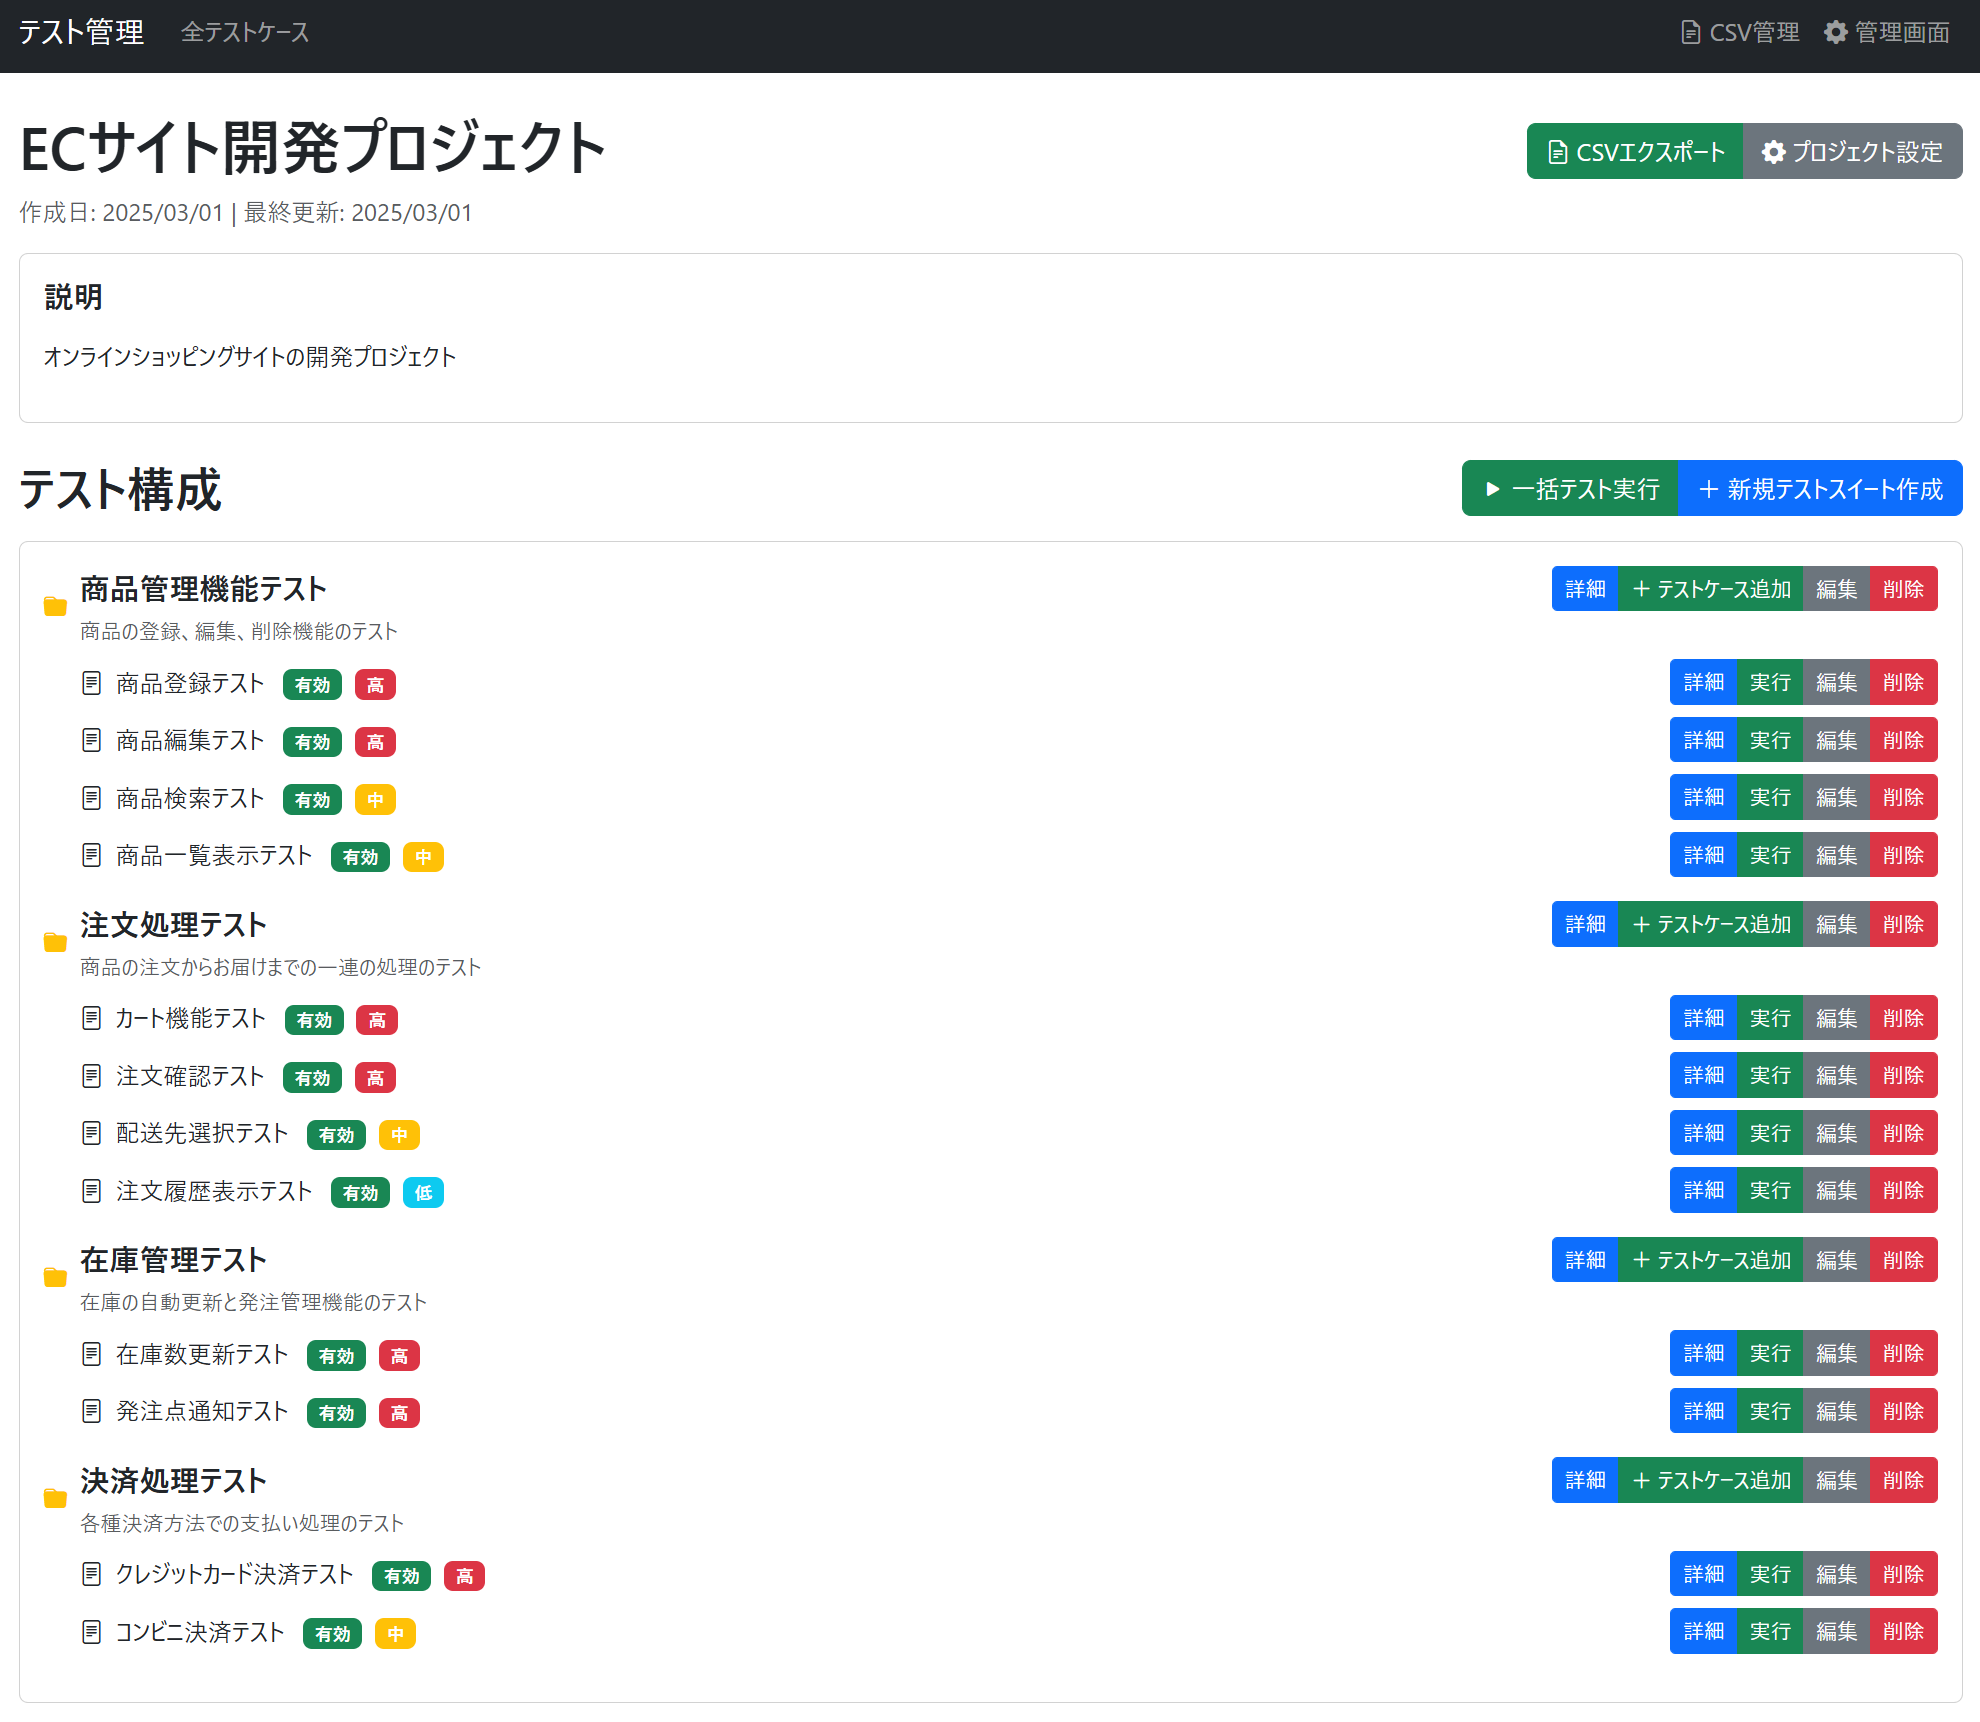 テスト管理 全テストケース CSV管理 管理画面
ECサイト開発プロジェクト CSVエクスポート プロジェクト設定
作成日: 2025/03/01 | 最終更新: 2025/03/01
説明
オンラインショッピングサイトの開発プロジェクト
テスト構成 一括テスト実行 + 新規テストスイート作成
商品管理機能テスト 詳細 + テストケース追加 編集 削除
商品の登録、編集、削除機能のテスト
商品登録テスト 有効 高 詳細 実行 編集 削除
商品編集テスト 有効 高 詳細 実行 編集 削除
商品検索テスト 有効 中 詳細 実行 編集 削除
商品一覧表示テスト 有効 中 詳細 実行 編集 削除
注文処理テスト 詳細 + テストケース追加 編集 削除
商品の注文からお届けまでの一連の処理のテスト
カート機能テスト 有効 高 詳細 実行 編集 削除
注文確認テスト 有効 高 詳細 実行 編集 削除
配送先選択テスト 有効 中 詳細 実行 編集 削除
注文履歴表示テスト 有効 低 詳細 実行 編集 削除
在庫管理テスト 詳細 + テストケース追加 編集 削除
在庫の自動更新と発注管理機能のテスト
在庫数更新テスト 有効 高 詳細 実行 編集 削除
発注点通知テスト 有効 高 詳細 実行 編集 削除
決済処理テスト 詳細 + テストケース追加 編集 削除
各種決済方法での支払い処理のテスト
クレジットカード決済テスト 有効 高 詳細 実行 編集 削除
コンビニ決済テスト 有効 中 詳細 実行 編集 削除